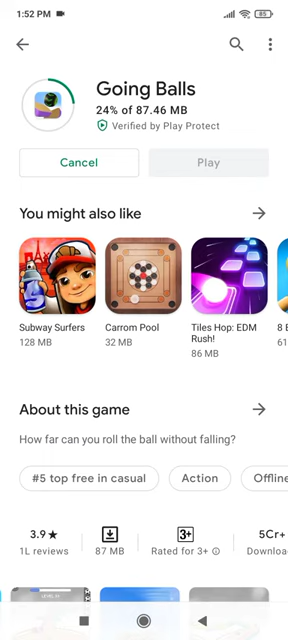 1:52 PM
85
Going Balls
24% of 87.46 MB
Verified by Play Protect
Cancel
Play
You might also like
Subway Surfers
128 MB
Carrom Pool
32 MB
Tiles Hop: EDM
Rush!
86 MB
8 B
61
About this game
How far can you roll the ball without falling?
#5 top free in casual
Action
Offline
3.9★
1L reviews
87 MB
3+
Rated for 3+
5Cr+
Downloa